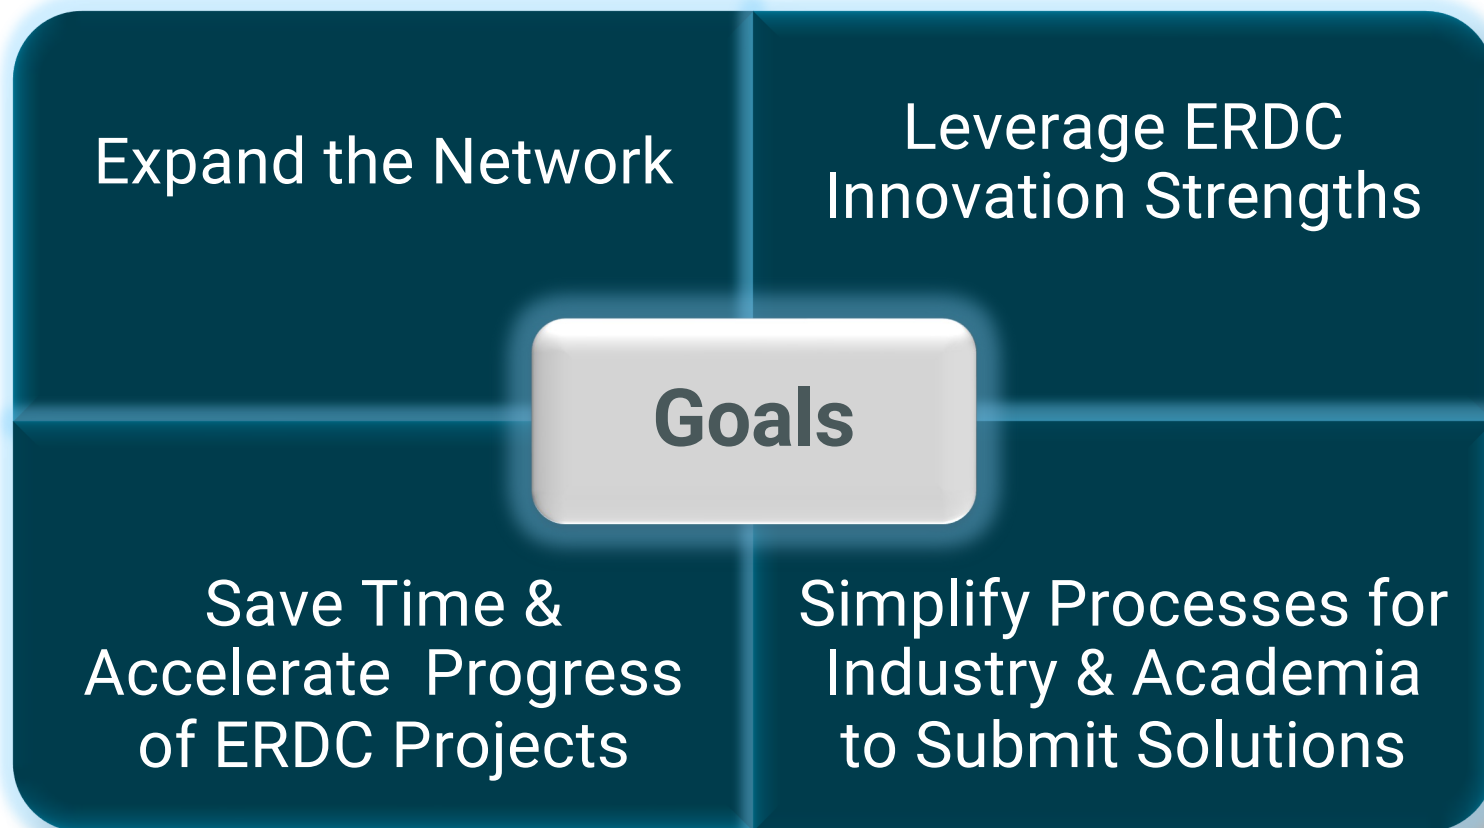 Expand the Network
Leverage ERDC
Innovation Strengths
Goals
Save Time &
Accelerate  Progress
of ERDC Projects
Simplify Processes for
Industry & Academia
to Submit Solutions